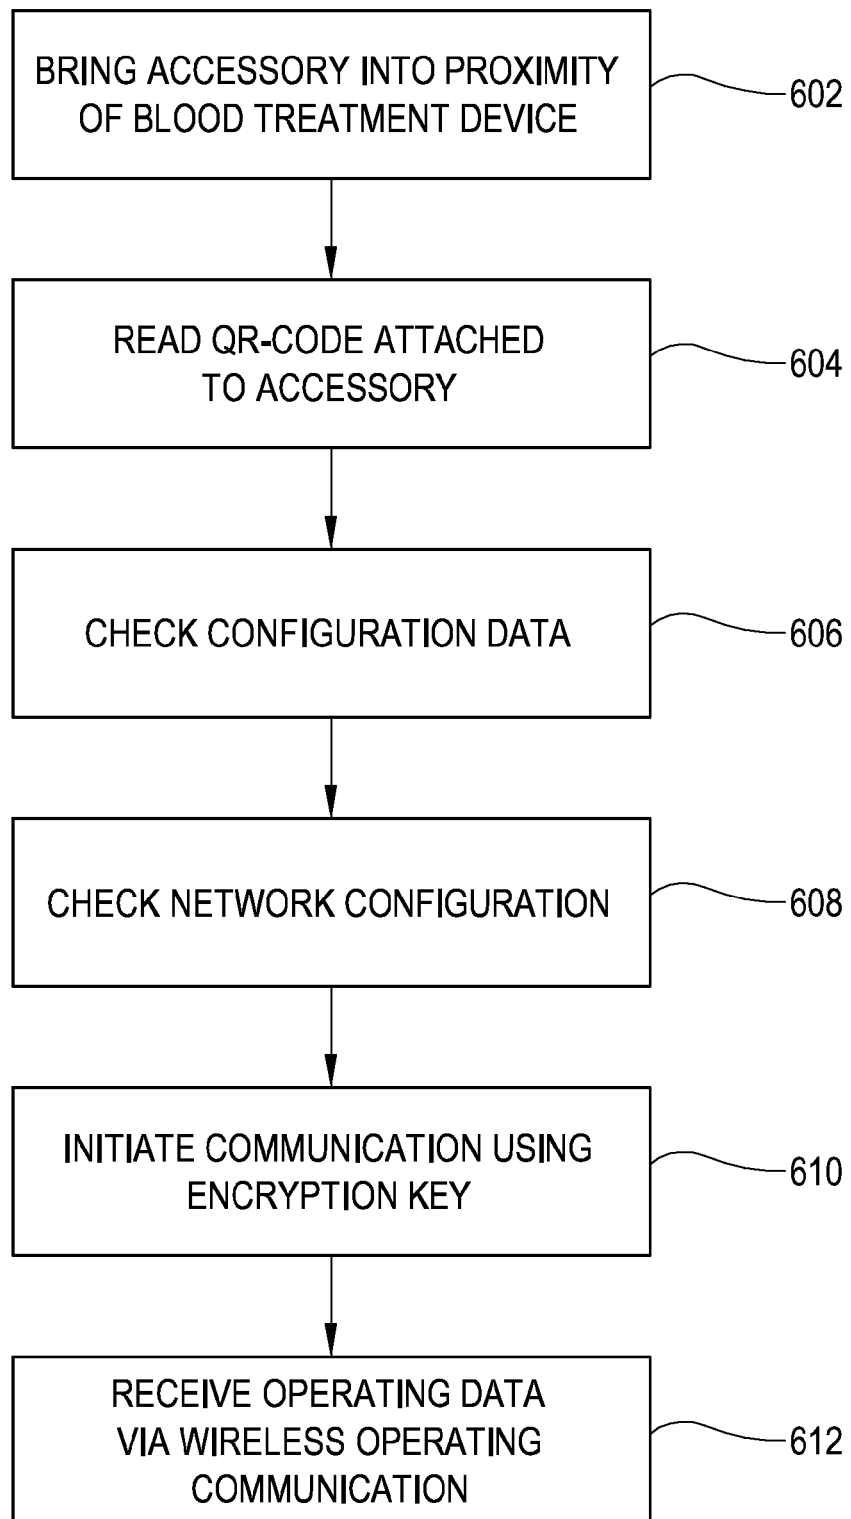 BRING ACCESSORY INTO PROXIMITY
OF BLOOD TREATMENT DEVICE
602
READ QR-CODE ATTACHED
TO ACCESSORY
604
CHECK CONFIGURATION DATA
606
CHECK NETWORK CONFIGURATION
608
INITIATE COMMUNICATION USING
ENCRYPTION KEY
610
RECEIVE OPERATING DATA
VIA WIRELESS OPERATING
COMMUNICATION
612